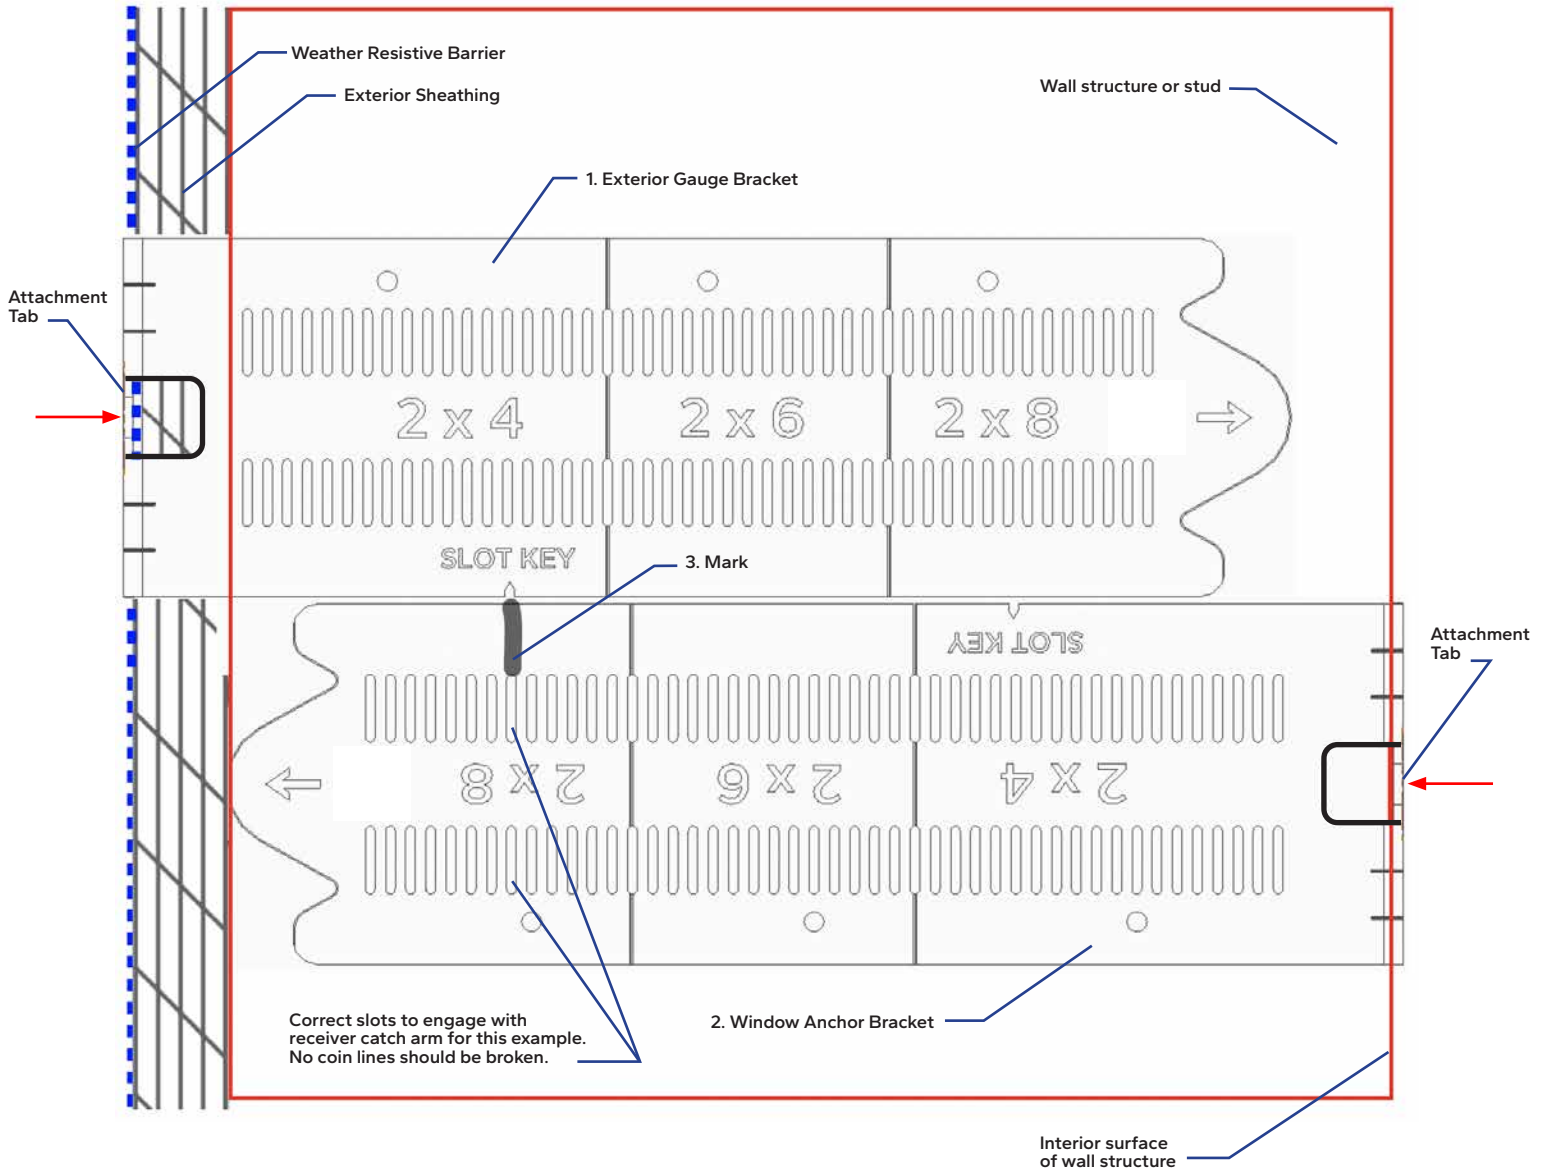 Weather Resistive Barrier
Exterior Sheathing
Wall structure or stud
1. Exterior Gauge Bracket
Attachment
Tab
2 x 4
2 x 6
2 x 8
SLOT KEY
3. Mark
SLOT KEY
Attachment
Tab
2 x 8
2 x 6
2 x 4
Correct slots to engage with
receiver catch arm for this example.
No coin lines should be broken.
2. Window Anchor Bracket
Interior surface
of wall structure